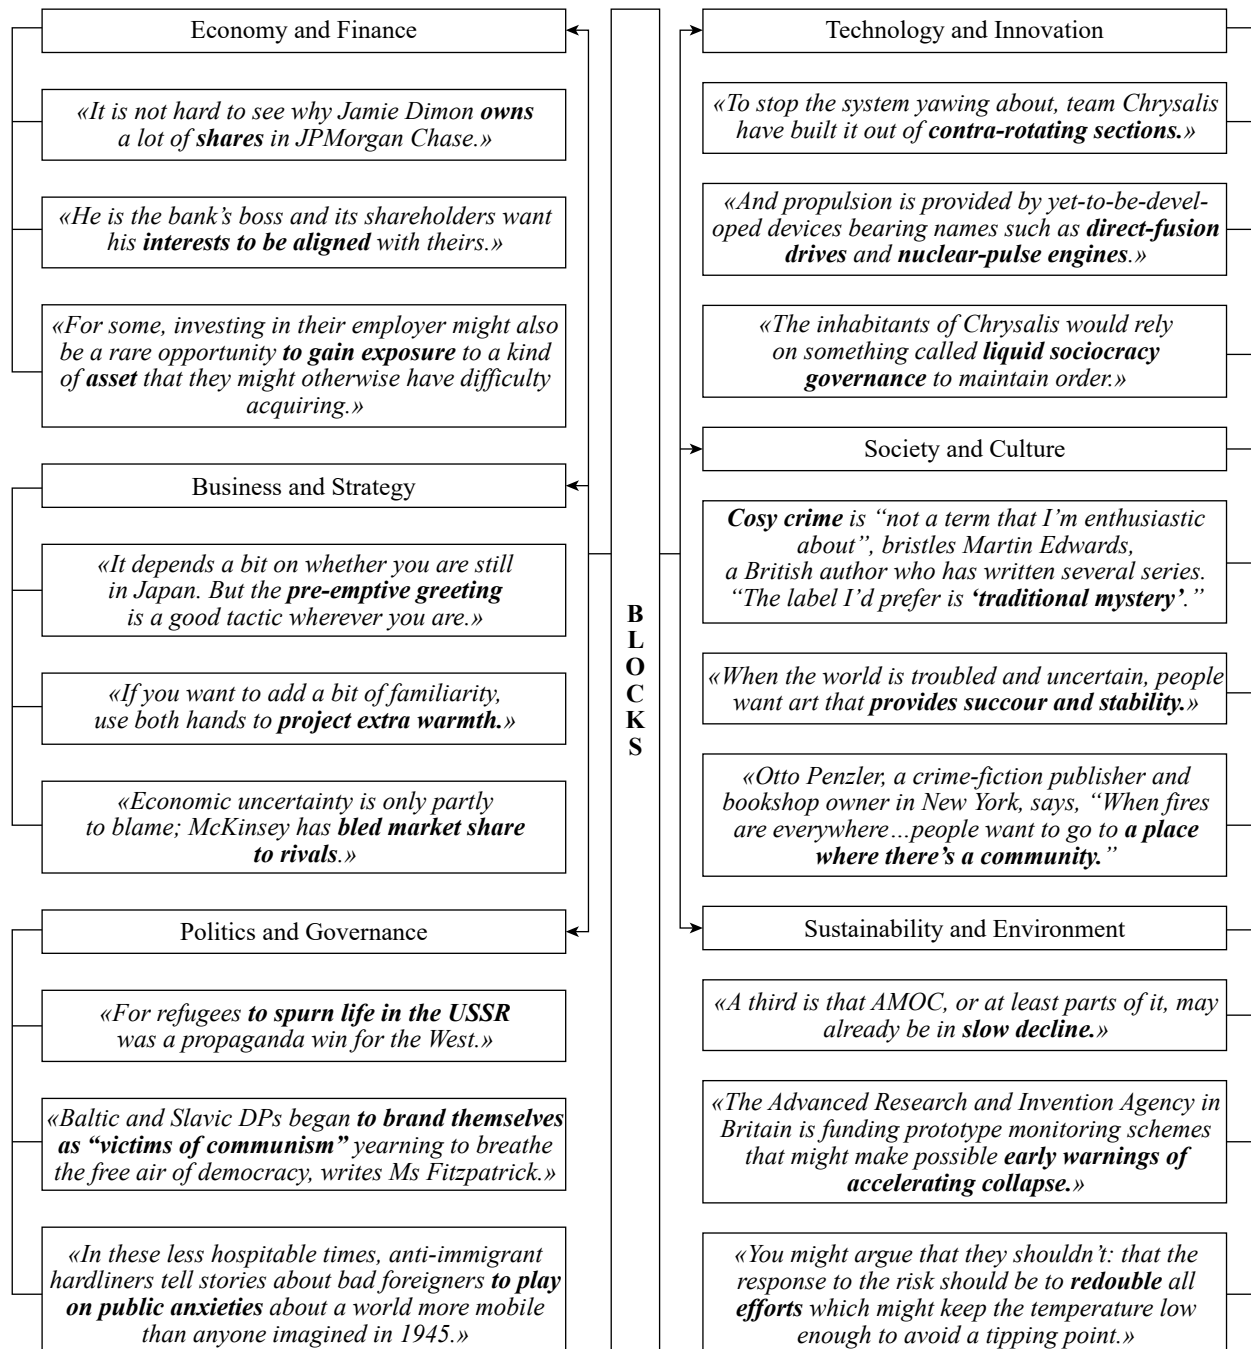 Economy and Finance
«It is not hard to see why Jamie Dimon owns
a lot of shares in JPMorgan Chase.»
«He is the bank’s boss and its shareholders want
his interests to be aligned with theirs.»
«For some, investing in their employer might also
be a rare opportunity to gain exposure to a kind
of asset that they might otherwise have difficulty
acquiring.»
Business and Strategy
«It depends a bit on whether you are still
in Japan. But the pre-emptive greeting
is a good tactic wherever you are.»
«If you want to add a bit of familiarity,
use both hands to project extra warmth.»
«Economic uncertainty is only partly
to blame; McKinsey has bled market share
to rivals.»
Politics and Governance
«For refugees to spurn life in the USSR
was a propaganda win for the West.»
«Baltic and Slavic DPs began to brand themselves
as “victims of communism” yearning to breathe
the free air of democracy, writes Ms Fitzpatrick.»
«In these less hospitable times, anti-immigrant
hardliners tell stories about bad foreigners to play
on public anxieties about a world more mobile
than anyone imagined in 1945.»
B
L
O
C
K
S
Technology and Innovation
«To stop the system yawing about, team Chrysalis
have built it out of contra-rotating sections.»
«And propulsion is provided by yet-to-be-devel-
oped devices bearing names such as direct-fusion
drives and nuclear-pulse engines.»
«The inhabitants of Chrysalis would rely
on something called liquid sociocracy
governance to maintain order.»
Society and Culture
Cosy crime is “not a term that I’m enthusiastic
about”, bristles Martin Edwards,
a British author who has written several series.
“The label I’d prefer is ‘traditional mystery’.”
«When the world is troubled and uncertain, people
want art that provides succour and stability.»
«Otto Penzler, a crime-fiction publisher and
bookshop owner in New York, says, “When fires
are everywhere…people want to go to a place
where there’s a community.”
Sustainability and Environment
«A third is that AMOC, or at least parts of it, may
already be in slow decline.»
«The Advanced Research and Invention Agency in
Britain is funding prototype monitoring schemes
that might make possible early warnings of
accelerating collapse.»
«You might argue that they shouldn’t: that the
response to the risk should be to redouble all
efforts which might keep the temperature low
enough to avoid a tipping point.»